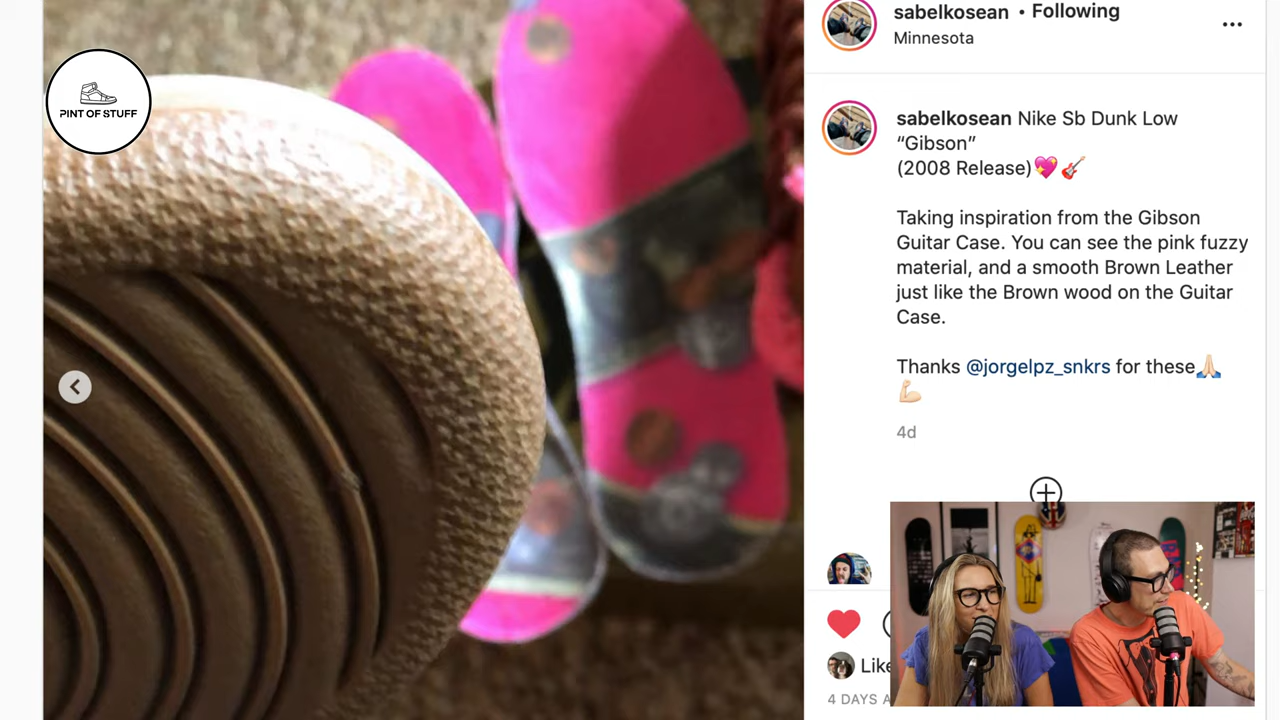 PINT OF STUFF
sabelkosean • Following
Minnesota
sabelkosean Nike Sb Dunk Low
“Gibson”
(2008 Release)💖🎸
Taking inspiration from the Gibson
Guitar Case. You can see the pink fuzzy
material, and a smooth Brown Leather
just like the Brown wood on the Guitar
Case.
Thanks @jorgelpz_snkrs for these🙏🏻
💪🏻
4d
Like
4 DAYS A